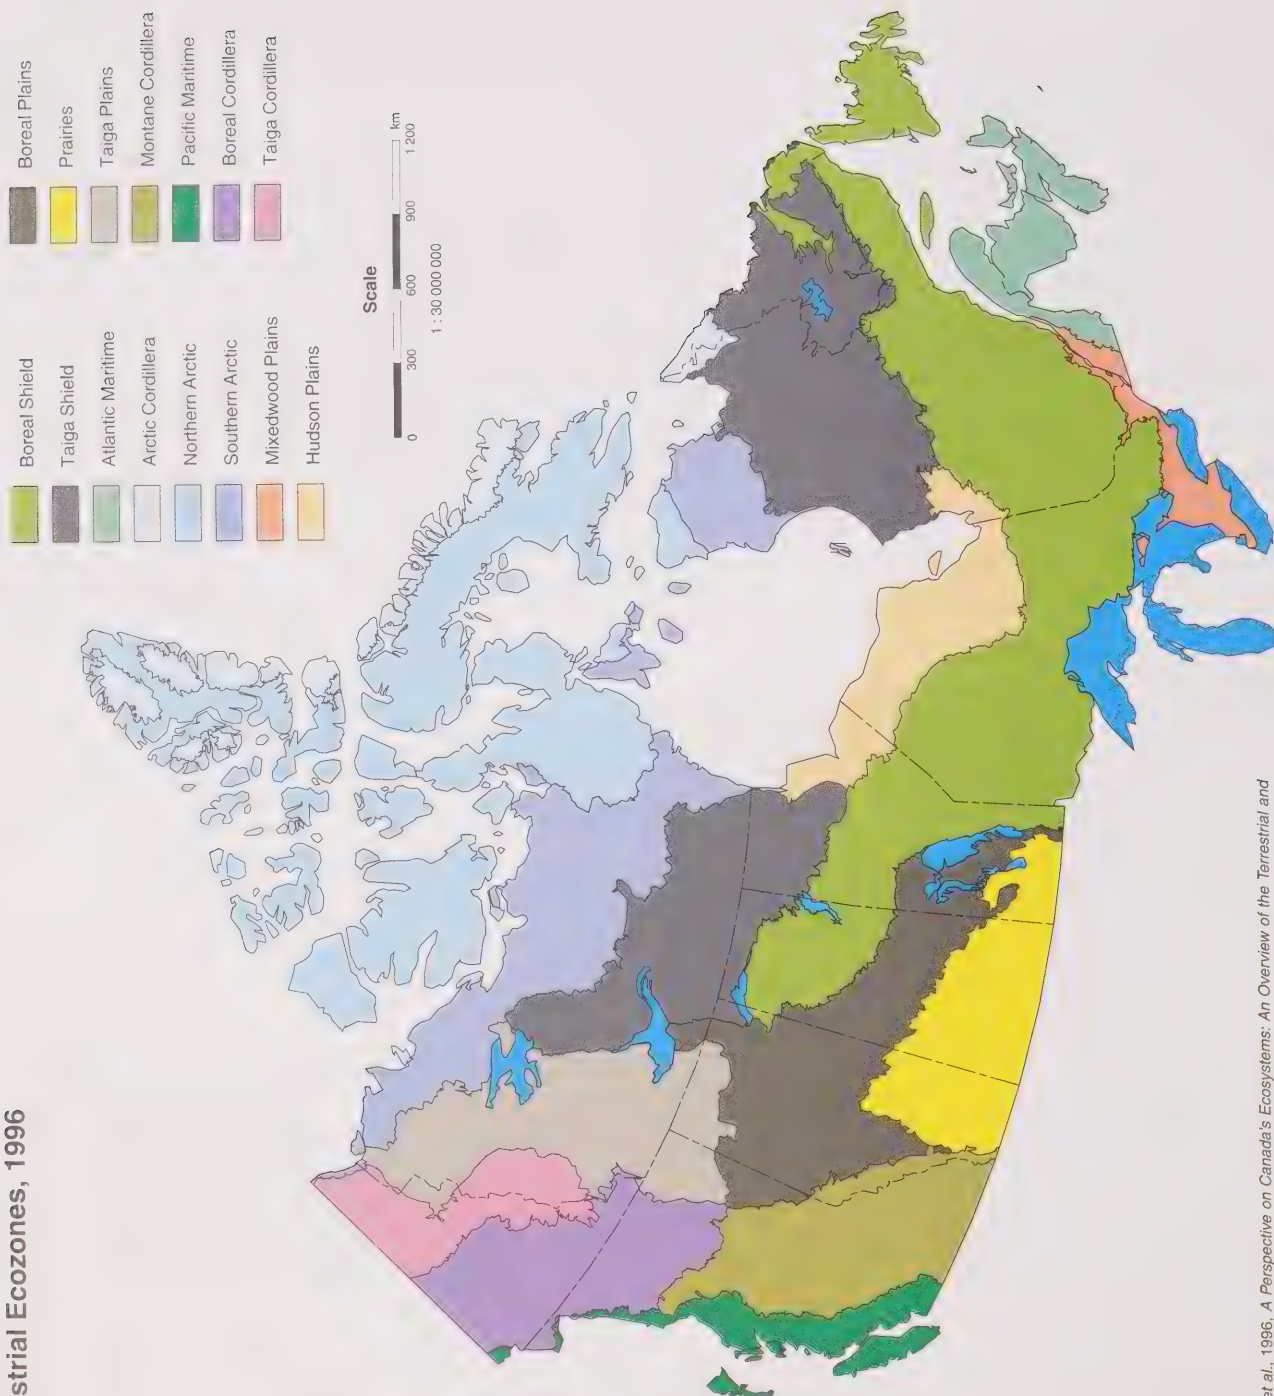 strial Ecozones, 1996
Boreal Shield
Taiga Shield
Atlantic Maritime
Arctic Cordillera
Northern Arctic
Southern Arctic
Mixedwood Plains
Hudson Plains
Boreal Plains
Prairies
Taiga Plains
Montane Cordillera
Pacific Maritime
Boreal Cordillera
Taiga Cordillera
Scale
0 300 600 900 1 200 km
1 : 30 000 000
et al., 1996, A Perspective on Canada's Ecosystems: An Overview of the Terrestrial and